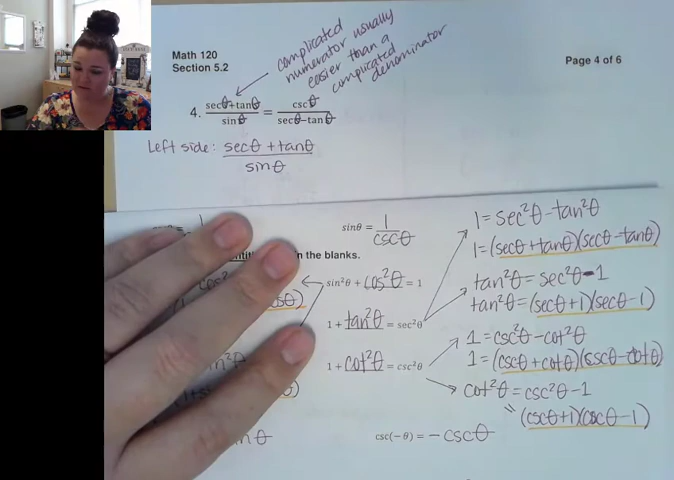 Math 120
Section 5.2
Page 4 of 6
complicated
numerator usually
easier than a
complicated
denominator
4. secθ+tanθ/sinθ = cscθ/secθ−tanθ
Left side: secθ + tanθ/sinθ
sinθ = 1/cscθ
n the blanks.
sin²θ + cos²θ = 1
1 + tan²θ = sec²θ
1 + cot²θ = csc²θ
csc(−θ) = −cscθ
1 = sec²θ − tan²θ
1 = (secθ + tanθ)(secθ − tanθ)
tan²θ = sec²θ − 1
tan²θ = (secθ + 1)(secθ − 1)
1 = csc²θ − cot²θ
1 = (cscθ + cotθ)(cscθ − cotθ)
cot²θ = csc²θ − 1
" (cscθ + 1)(cscθ − 1)